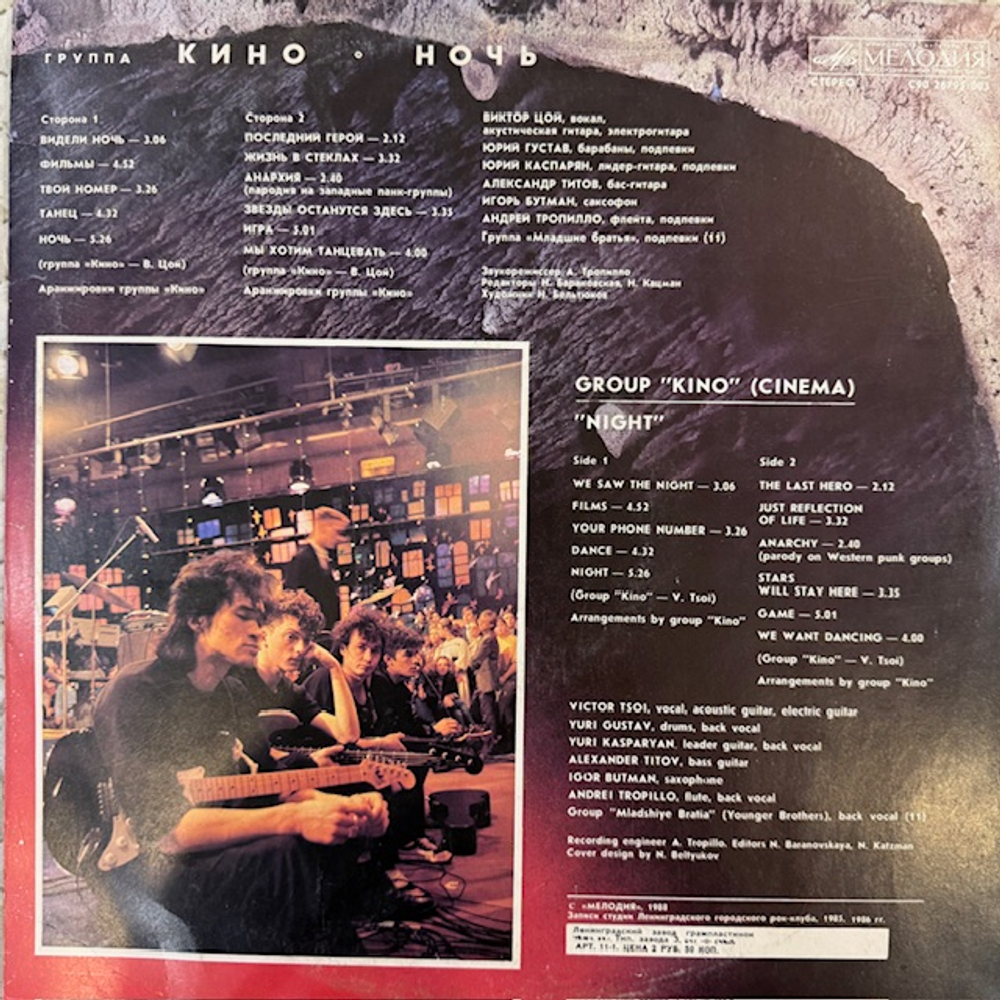 ГРУППА КИНО • НОЧЬ
МЕЛОДИЯ
СТЕРЕО
Сторона 1
ВИДЕЛИ НОЧЬ — 3.06
ФИЛЬМЫ — 4.52
ТВОЙ НОМЕР — 3.26
ТАНЕЦ — 4.32
НОЧЬ — 5.26
(группа «Кино» — В. Цой)
Аранжировки группы «Кино»
Сторона 2
ПОСЛЕДНИЙ ГЕРОЙ — 2.12
ЖИЗНЬ В СТЕКЛАХ — 3.32
АНАРХИЯ — 2.40
(пародия на западные панк-группы)
ЗВЕЗДЫ ОСТАНУТСЯ ЗДЕСЬ — 3.35
ИГРА — 5.01
МЫ ХОТИМ ТАНЦЕВАТЬ — 4.00
(группа «Кино» — В. Цой)
Аранжировки группы «Кино»
ВИКТОР ЦОЙ, вокал,
акустическая гитара, электрогитара
ЮРИЙ ГУСТАВ, барабаны, подпевки
ЮРИЙ КАСПАРЯН, лидер-гитара, подпевки
АЛЕКСАНДР ТИТОВ, бас-гитара
ИГОРЬ БУТМАН, саксофон
АНДРЕЙ ТРОПИЛЛО, флейта, подпевки
Группа «Младшие братья», подпевки (11)
Звукорежиссер А. Тропилло
Редакторы Н. Барановская, Н. Кацман
Художник Н. Бельтюков
GROUP "KINO" (CINEMA)
"NIGHT"
Side 1
WE SAW THE NIGHT — 3.06
FILMS — 4.52
YOUR PHONE NUMBER — 3.26
DANCE — 4.32
NIGHT — 5.26
(Group "Kino" — V. Tsoi)
Arrangements by group "Kino"
Side 2
THE LAST HERO — 2.12
JUST REFLECTION
OF LIFE — 3.32
ANARCHY — 2.40
(parody on Western punk groups)
STARS
WILL STAY HERE — 3.35
GAME — 5.01
WE WANT DANCING — 4.00
(Group "Kino" — V. Tsoi)
Arrangements by group "Kino"
VICTOR TSOI, vocal, acoustic guitar, electric guitar
YURI GUSTAV, drums, back vocal
YURI KASPARYAN, leader guitar, back vocal
ALEXANDER TITOV, bass guitar
IGOR BUTMAN, saxophone
ANDREI TROPILLO, flute, back vocal
Group "Mladshiye Bratia" (Younger Brothers), back vocal (11)
Recording engineer A. Tropillo. Editors N. Baranovskaya, N. Katzman
Cover design by N. Beltyukov
С «МЕЛОДИЯ», 1988
Записи студии Ленинградского городского рок-клуба, 1985, 1986 гг.
Ленинградский завод грампластинок
Тип. завода
АРТ. 11-1. ЦЕНА 2 РУБ. 50 КОП.